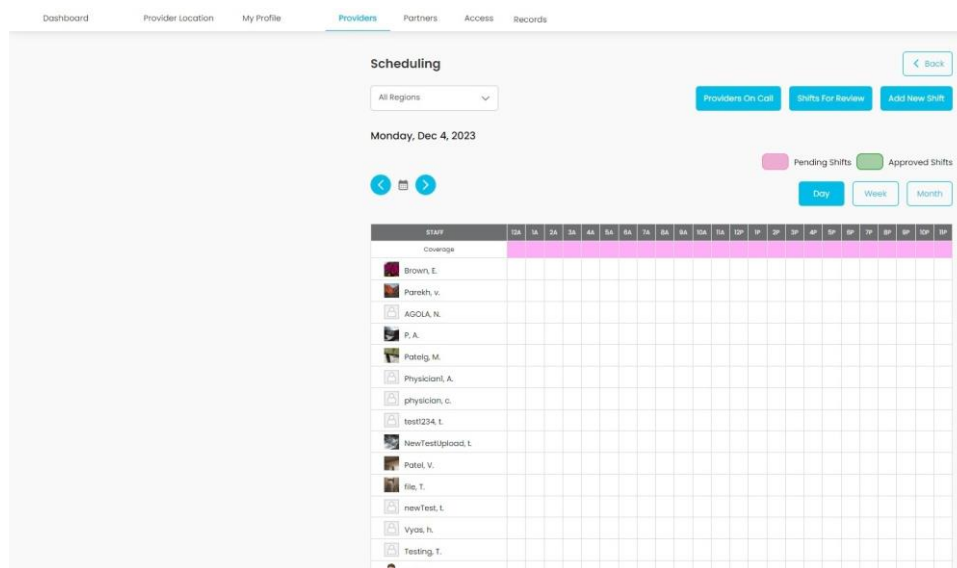 Dashboard Provider Location My Profile Providers Partners Access Records
Scheduling
Back
All Regions
Providers On Call Shifts For Review Add New Shift
Monday, Dec 4, 2023
Pending Shifts Approved Shifts
Day Week Month
STAFF 12A 1A 2A 3A 4A 5A 6A 7A 8A 9A 10A 11A 12P 1P 2P 3P 4P 5P 6P 7P 8P 9P 10P 11P
Coverage
Brown, E.
Parekh, v.
AGOLA, N.
P, A.
Patelg, M.
Physician1, A.
physician, c.
test1234, t.
NewTestUpload, t.
Patel, V.
file, T.
newTest, t.
Vyas, h.
Testing, T.